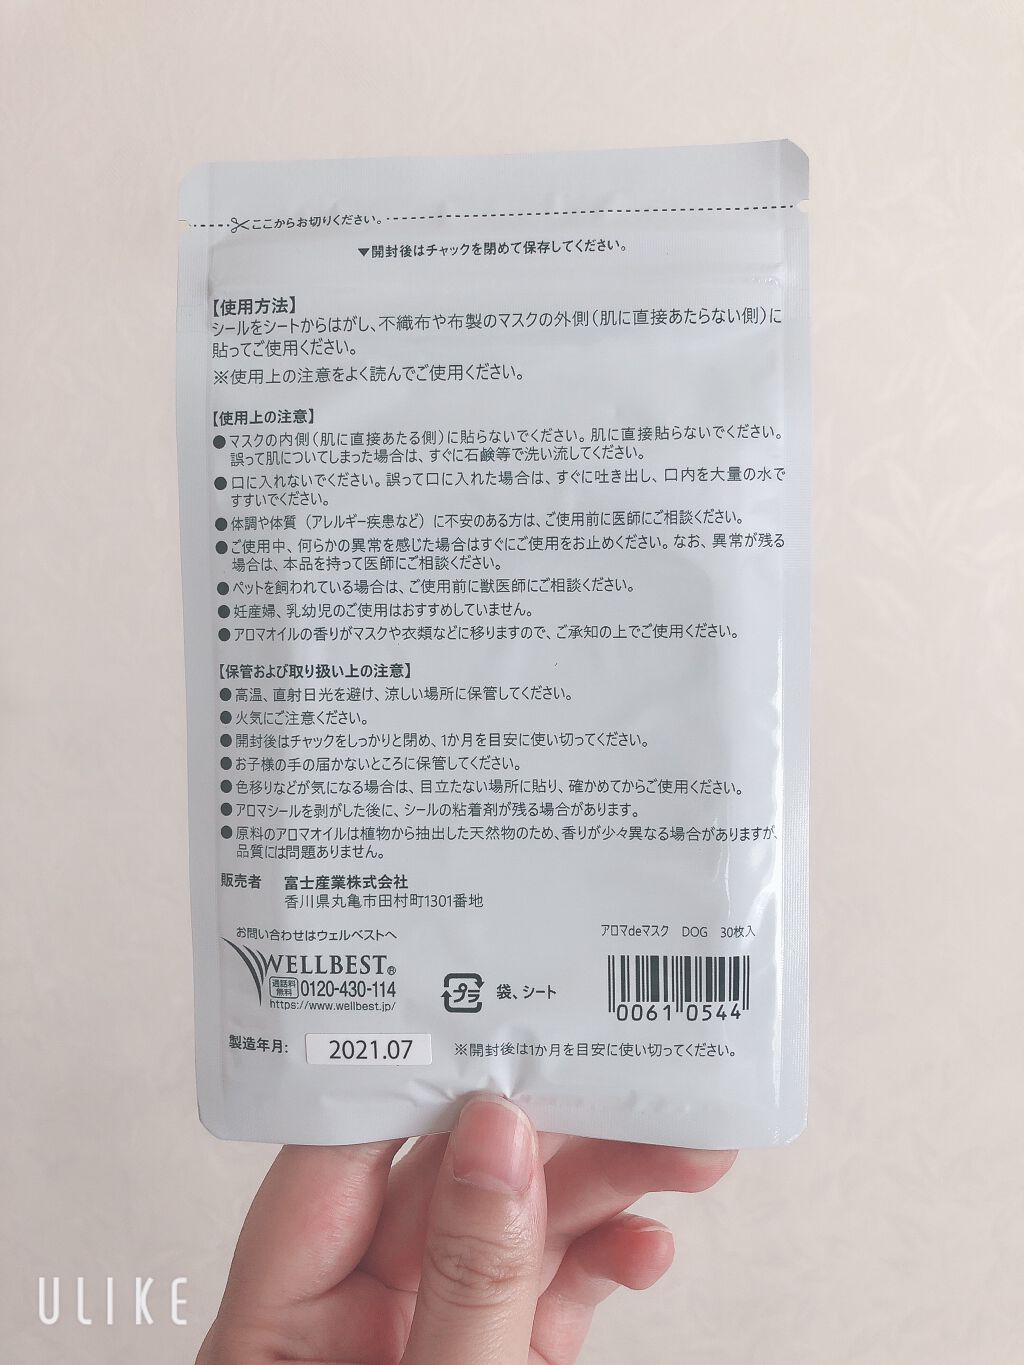 ここからお切りください。
▼開封後はチャックを閉めて保存してください。
【使用方法】
シールをシートからはがし、不織布や布製のマスクの外側(肌に直接あたらない側)に
貼ってご使用ください。
※使用上の注意をよく読んでご使用ください。
【使用上の注意】
●マスクの内側(肌に直接あたる側)に貼らないでください。肌に直接貼らないでください。
誤って肌についてしまった場合は、すぐに石鹸等で洗い流してください。
●口に入れないでください。誤って口に入れた場合は、すぐに吐き出し、口内を大量の水で
すすいでください。
●体調や体質（アレルギー疾患など）に不安のある方は、ご使用前に医師にご相談ください。
●ご使用中、何らかの異常を感じた場合はすぐにご使用をお止めください。なお、異常が残る
場合は、本品を持って医師にご相談ください。
●ペットを飼われている場合は、ご使用前に獣医師にご相談ください。
●妊産婦、乳幼児のご使用はおすすめしていません。
●アロマオイルの香りがマスクや衣類などに移りますので、ご承知の上でご使用ください。
【保管および取り扱い上の注意】
●高温、直射日光を避け、涼しい場所に保管してください。
●火気にご注意ください。
●開封後はチャックをしっかりと閉め、1か月を目安に使い切ってください。
●お子様の手の届かないところに保管してください。
●色移りなどが気になる場合は、目立たない場所に貼り、確かめてからご使用ください。
●アロマシールを剥がした後に、シールの粘着剤が残る場合があります。
●原料のアロマオイルは植物から抽出した天然物のため、香りが少々異なる場合がありますが、
品質には問題ありません。
販売者 富士産業株式会社
香川県丸亀市田村町1301番地
お問い合わせはウェルベストへ
WELLBEST®
通話料無料 0120-430-114
https://www.wellbest.jp/
プラ 袋、シート
アロマdeマスク DOG 30枚入
0061 0544
製造年月: 2021.07
※開封後は1か月を目安に使い切ってください。
ULIKE